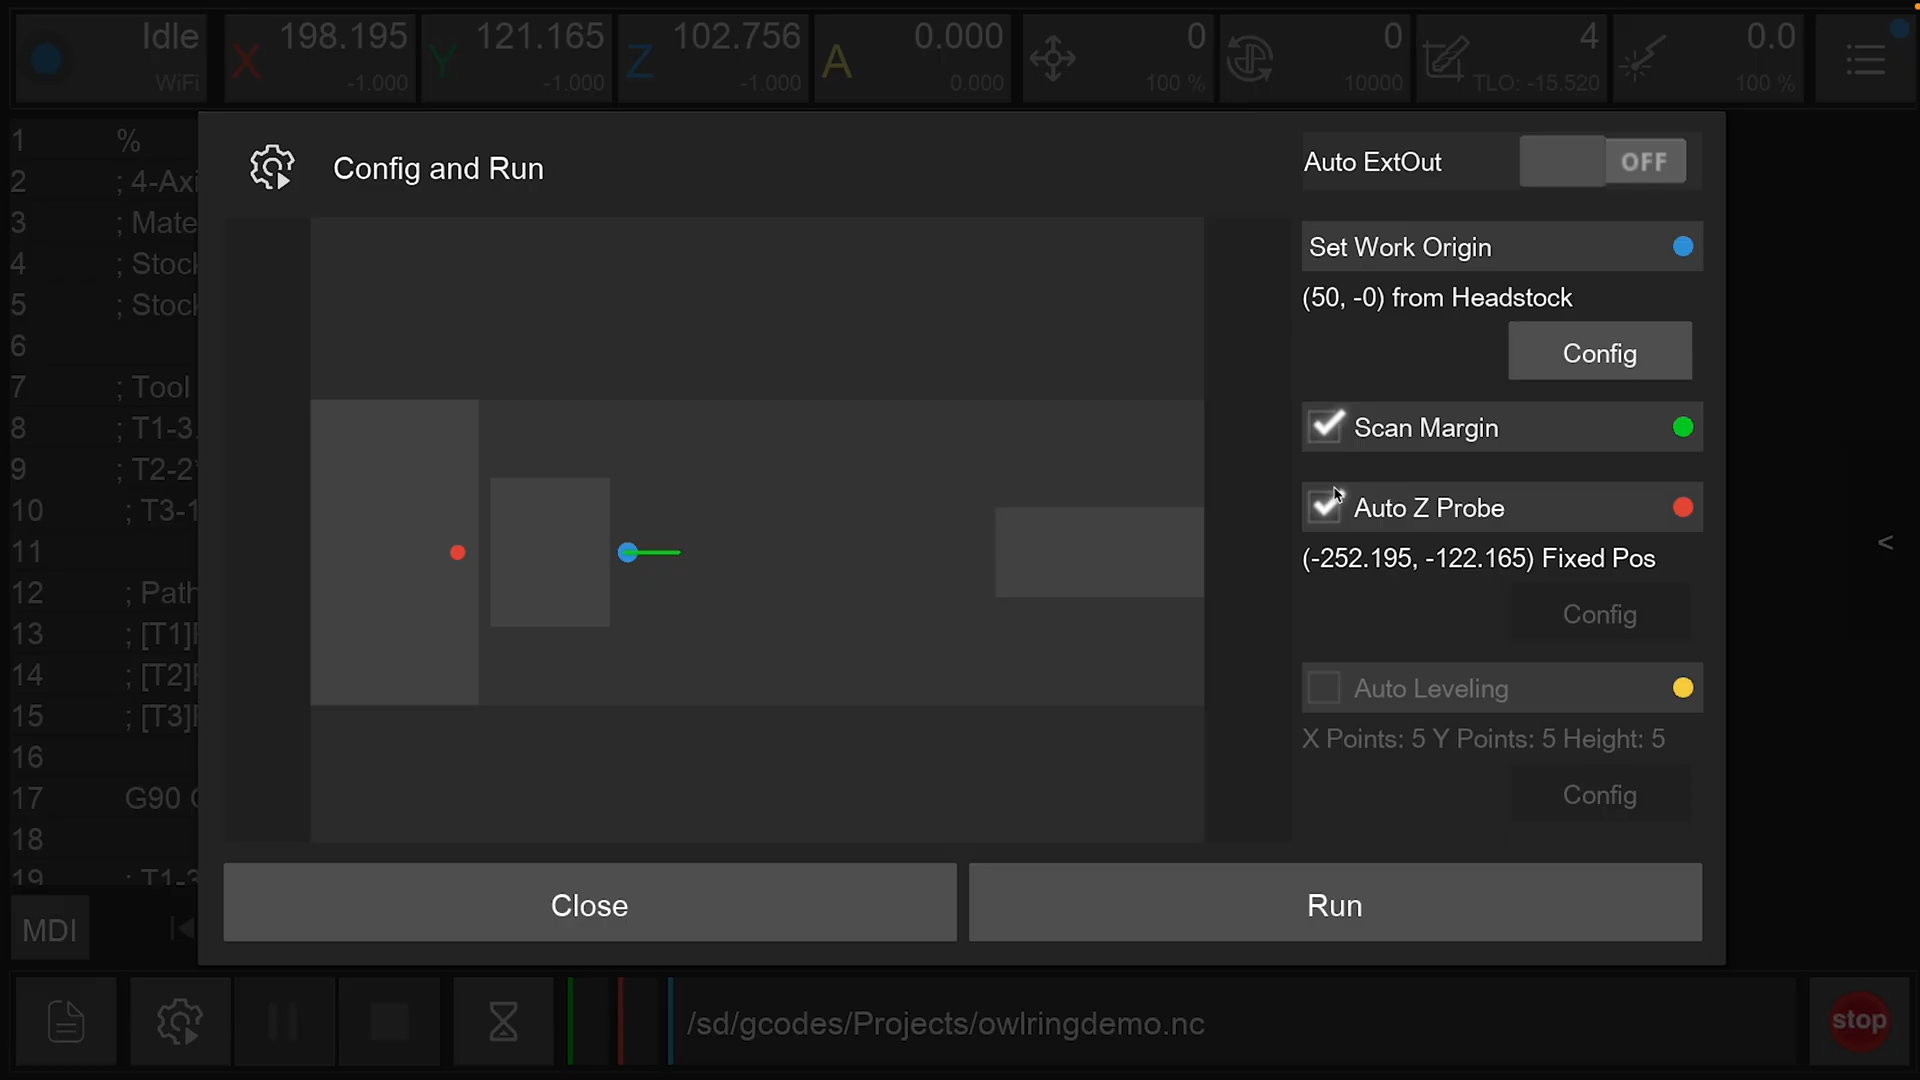 Idle
WiFi
X 198.195
-1.000
Y 121.165
-1.000
Z 102.756
-1.000
A 0.000
0.000
0
100 %
0
10000
4
TLO: -15.520
0.0
100 %
1 %
2 ; 4-Axi
3 ; Mate
4 ; Stock
5 ; Stock
6
7 ; Tool
8 ; T1-3.
9 ; T2-2*
10 ; T3-1
11
12 ; Path
13 ; [T1]
14 ; [T2]
15 ; [T3]
16
17 G90
18
19 ; T1-3
Config and Run
Auto ExtOut OFF
Set Work Origin
(50, -0) from Headstock
Config
Scan Margin
Auto Z Probe
(-252.195, -122.165) Fixed Pos
Config
Auto Leveling
X Points: 5 Y Points: 5 Height: 5
Config
<
Close
Run
MDI
/sd/gcodes/Projects/owlringdemo.nc
stop